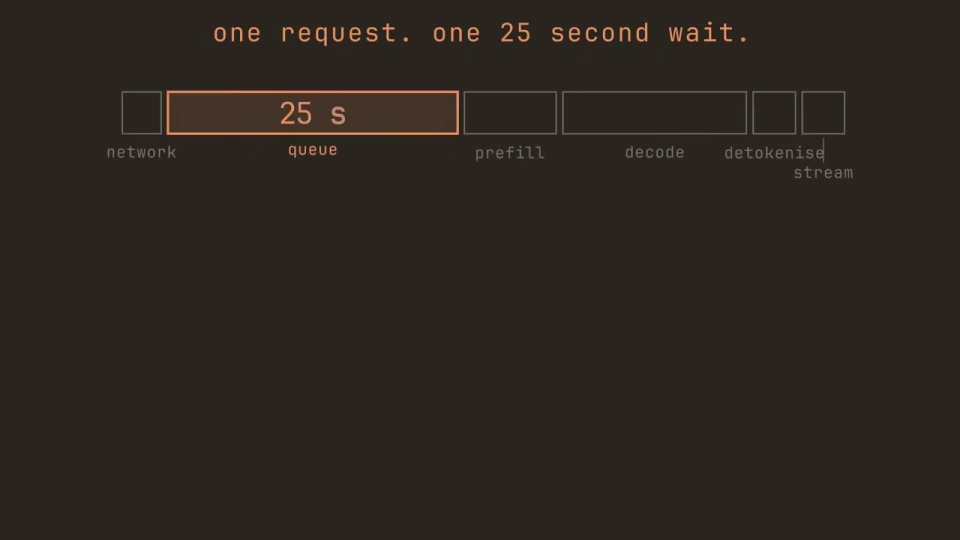 one request. one 25 second wait.
25 s
network queue prefill decode detokenise
stream